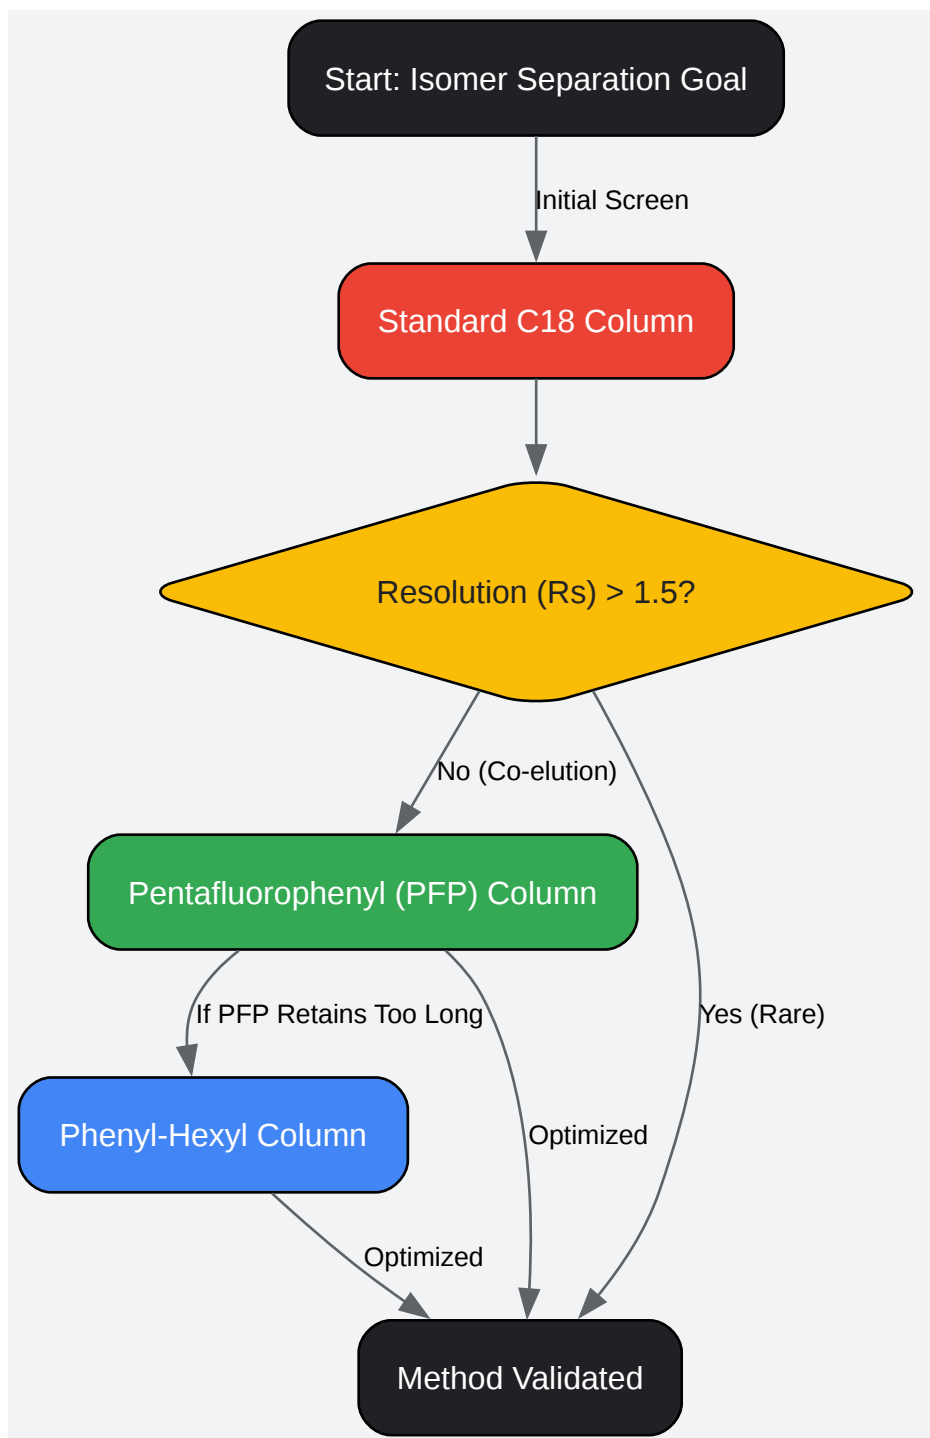 Start: Isomer Separation Goal
Initial Screen
Standard C18 Column
Resolution (Rs) > 1.5?
No (Co-elution)
Pentafluorophenyl (PFP) Column
If PFP Retains Too Long
Yes (Rare)
Phenyl-Hexyl Column
Optimized
Optimized
Method Validated